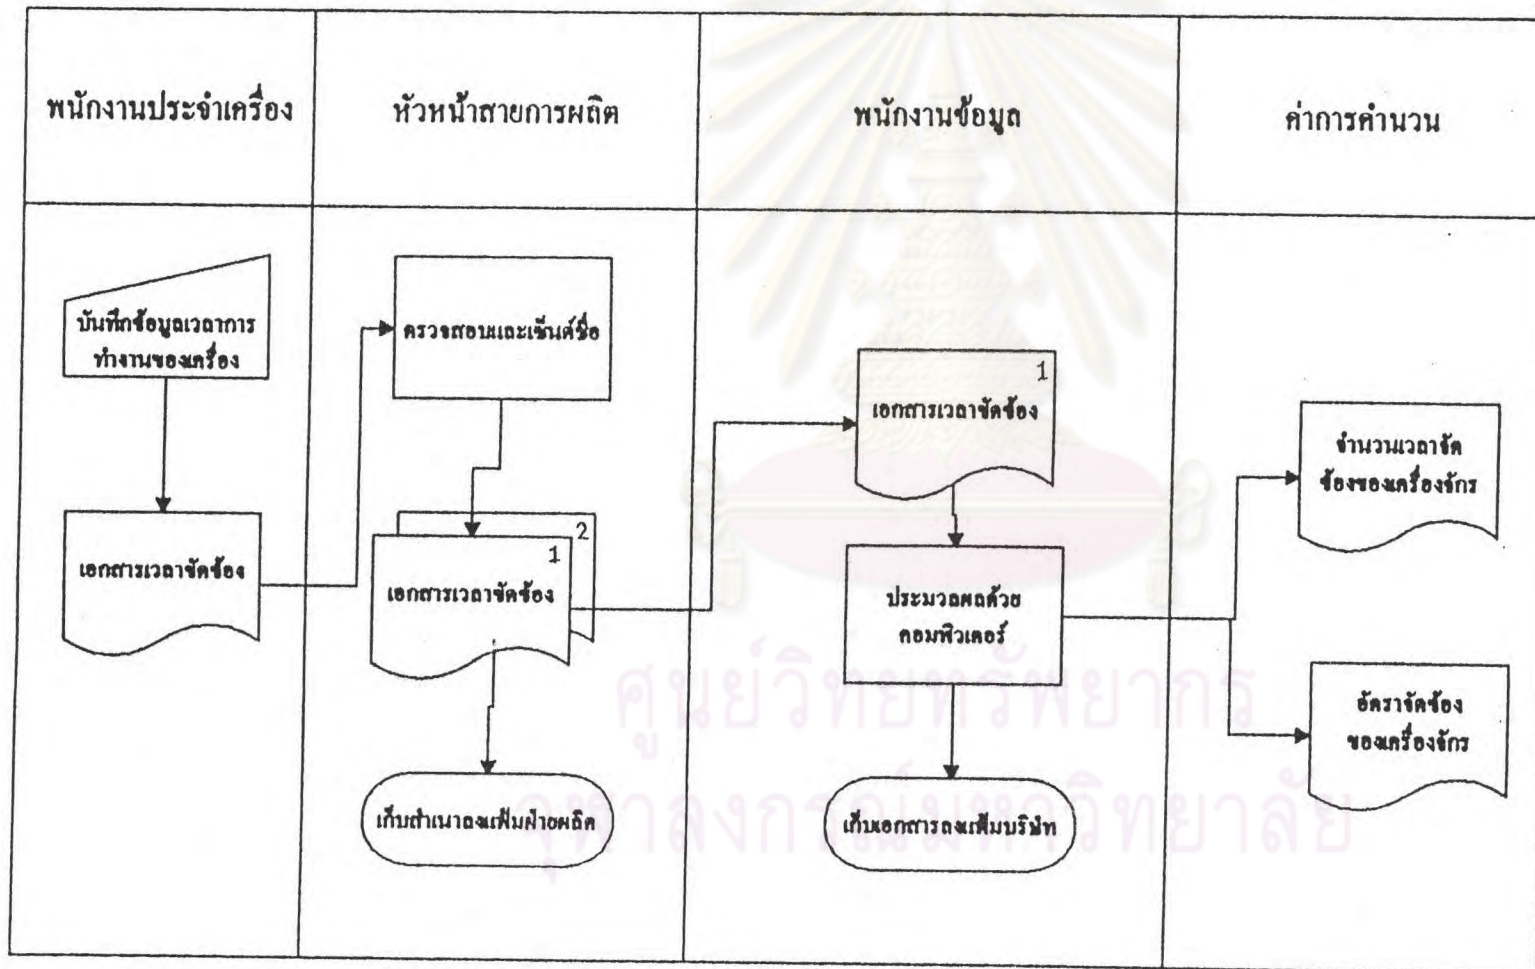 พนักงานประจำเครื่อง
หัวหน้าสายการผลิต
พนักงานข้อมูล
ค่าการคำนวน
บันทึกข้อมูลเวลาการ
ทำงานของเครื่อง
เอกสารเวลาขัดข้อง
ตรวจสอบและเซ็นต์ชื่อ
2
1
เอกสารเวลาขัดข้อง
เก็บสำเนาลงแฟ้มฝ่ายผลิต
1
เอกสารเวลาขัดข้อง
ประมวลผลด้วย
คอมพิวเตอร์
เก็บเอกสารลงแฟ้มบริษัท
จำนวนเวลาขัด
ข้องของเครื่องจักร
อัตราขัดข้อง
ของเครื่องจักร
ศูนย์วิทยทรัพยากร
จุฬาลงกรณ์มหาวิทยาลัย